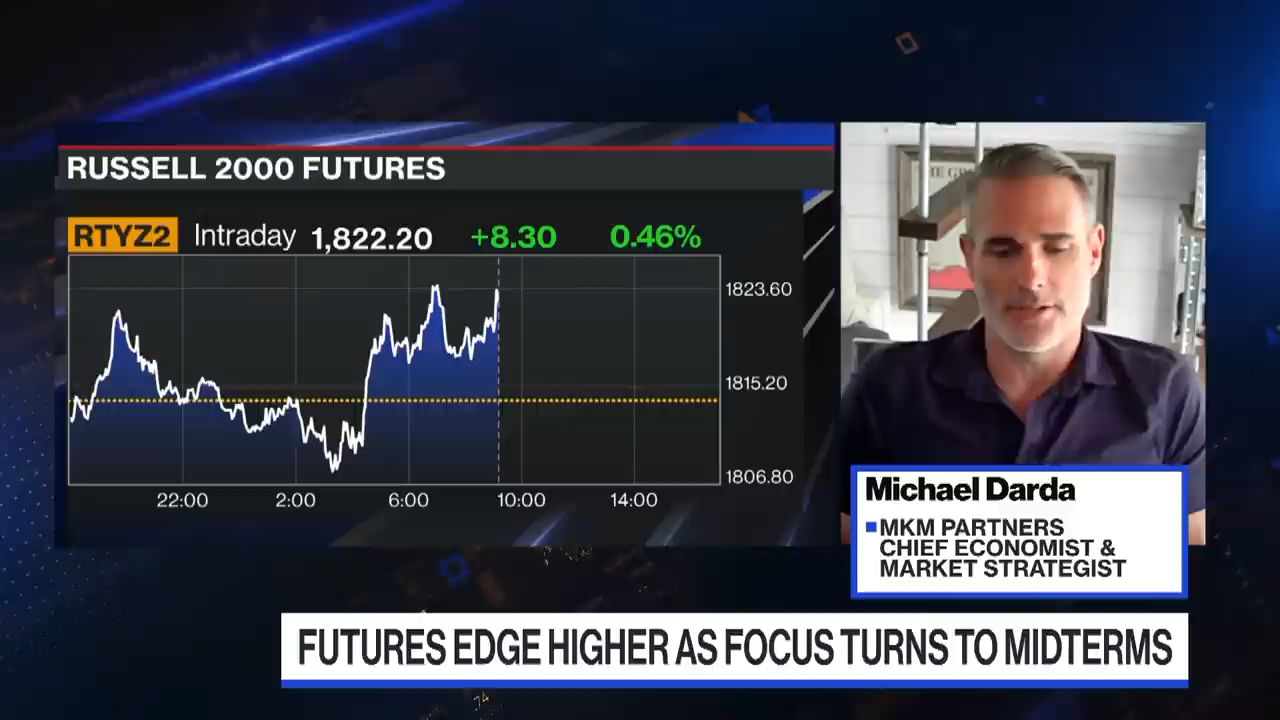 RUSSELL 2000 FUTURES
RTYZ2 Intraday 1,822.20 +8.30 0.46%
1823.60
1815.20
1806.80
22:00 2:00 6:00 10:00 14:00
Michael Darda
MKM PARTNERS
CHIEF ECONOMIST &
MARKET STRATEGIST
FUTURES EDGE HIGHER AS FOCUS TURNS TO MIDTERMS